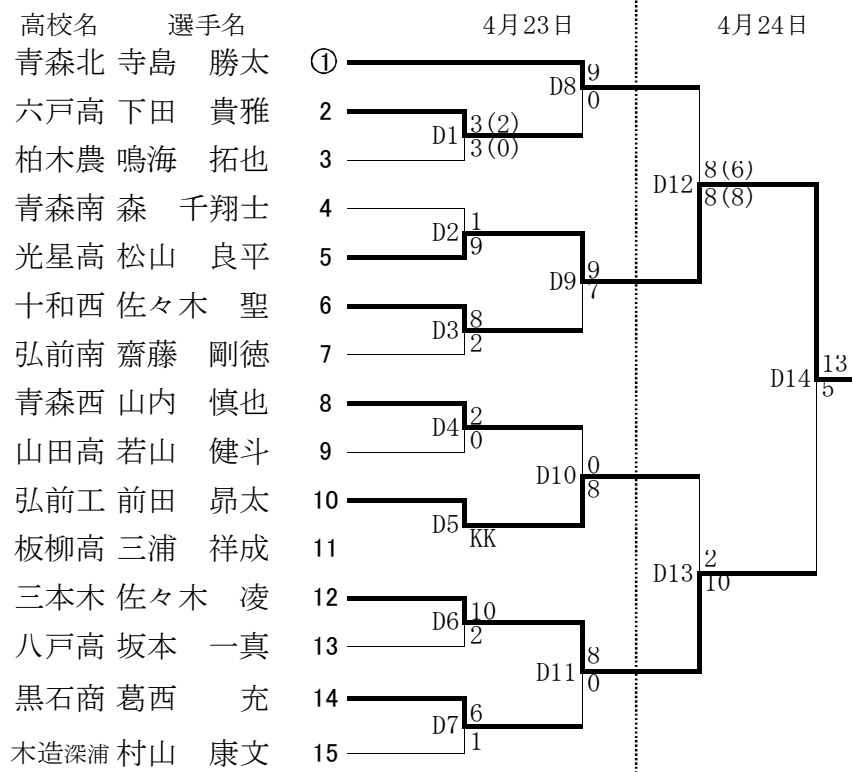 高校名 選手名 4月23日 4月24日
青森北 寺島 勝太 ①
9
D8
0
六戸高 下田 貴雅 2
D1 3(2)
3(0)
柏木農 鳴海 拓也 3
D12 8(6)
8(8)
青森南 森 千翔士 4
1
D2
9
光星高 松山 良平 5
9
D9
7
十和西 佐々木 聖 6
D3 8
2
弘前南 齋藤 剛徳 7
13
D14
5
青森西 山内 慎也 8
D4 2
0
山田高 若山 健斗 9
0
D10
8
弘前工 前田 昴太 10
D5
KK
板柳高 三浦 祥成 11
2
D13
10
三本木 佐々木 凌 12
D6 10
2
八戸高 坂本 一真 13
8
D11
0
黒石商 葛西 充 14
D7 6
1
木造深浦 村山 康文 15